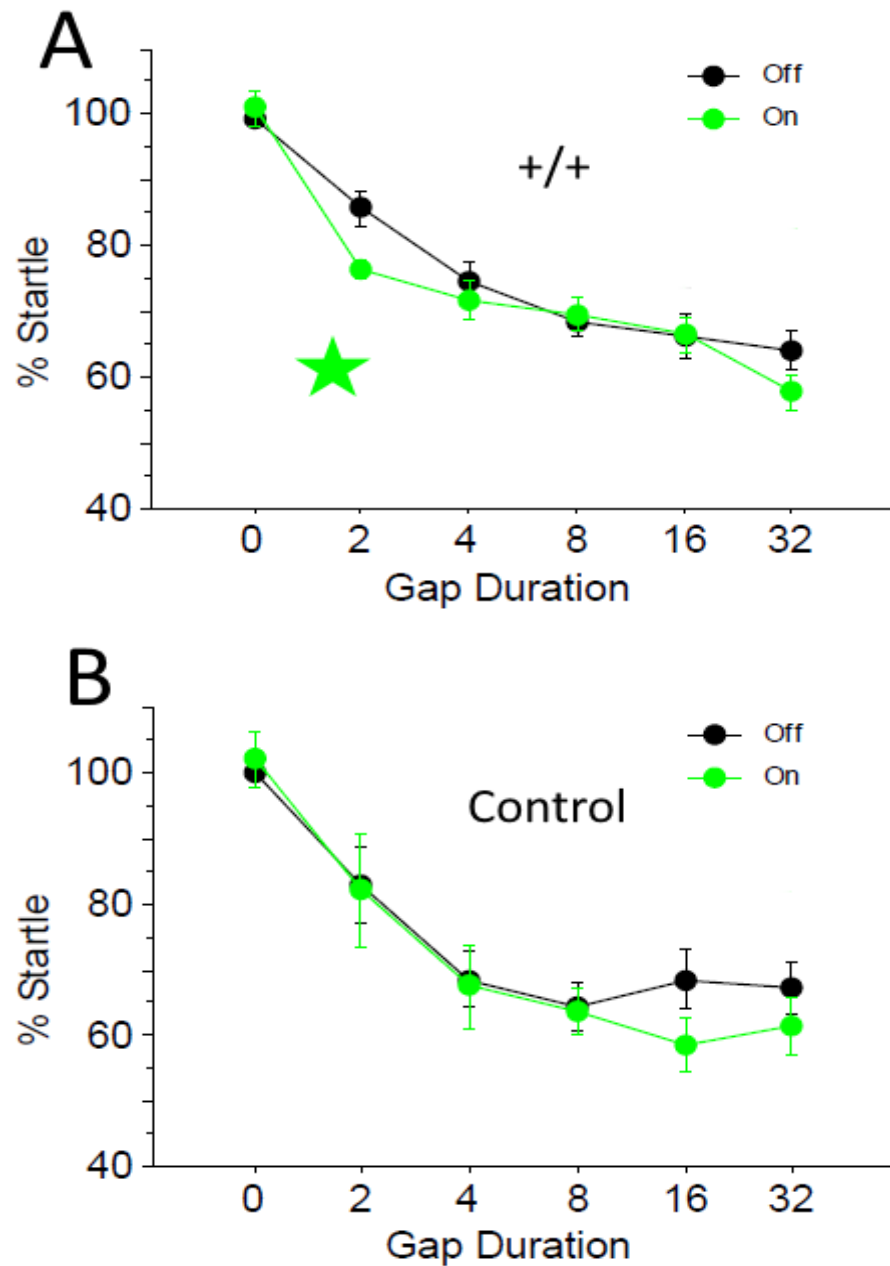 A
Off
On
+/+
100
80
60
40
% Startle
0 2 4 8 16 32
Gap Duration
B
Off
On
Control
100
80
60
40
% Startle
0 2 4 8 16 32
Gap Duration